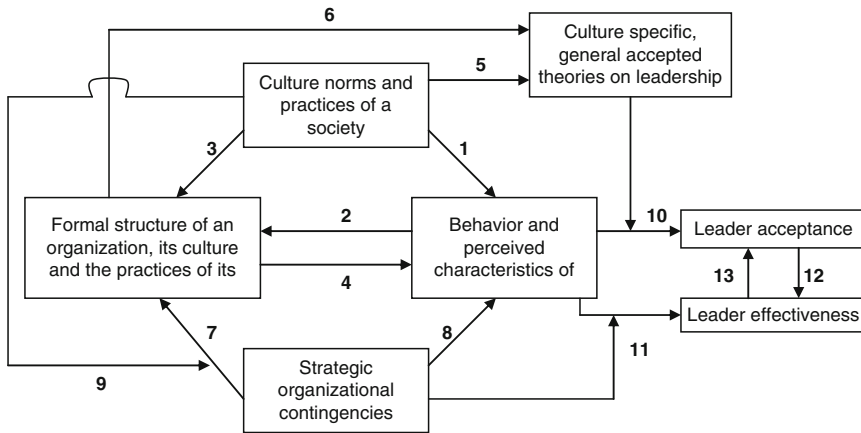 6
Culture specific,
general accepted
theories on leadership
5
Culture norms and
practices of a
society
3
1
Formal structure of an
organization, its culture
and the practices of its
2
4
Behavior and
perceived
characteristics of
10
Leader acceptance
13
12
Leader effectiveness
7
8
11
9
Strategic
organizational
contingencies